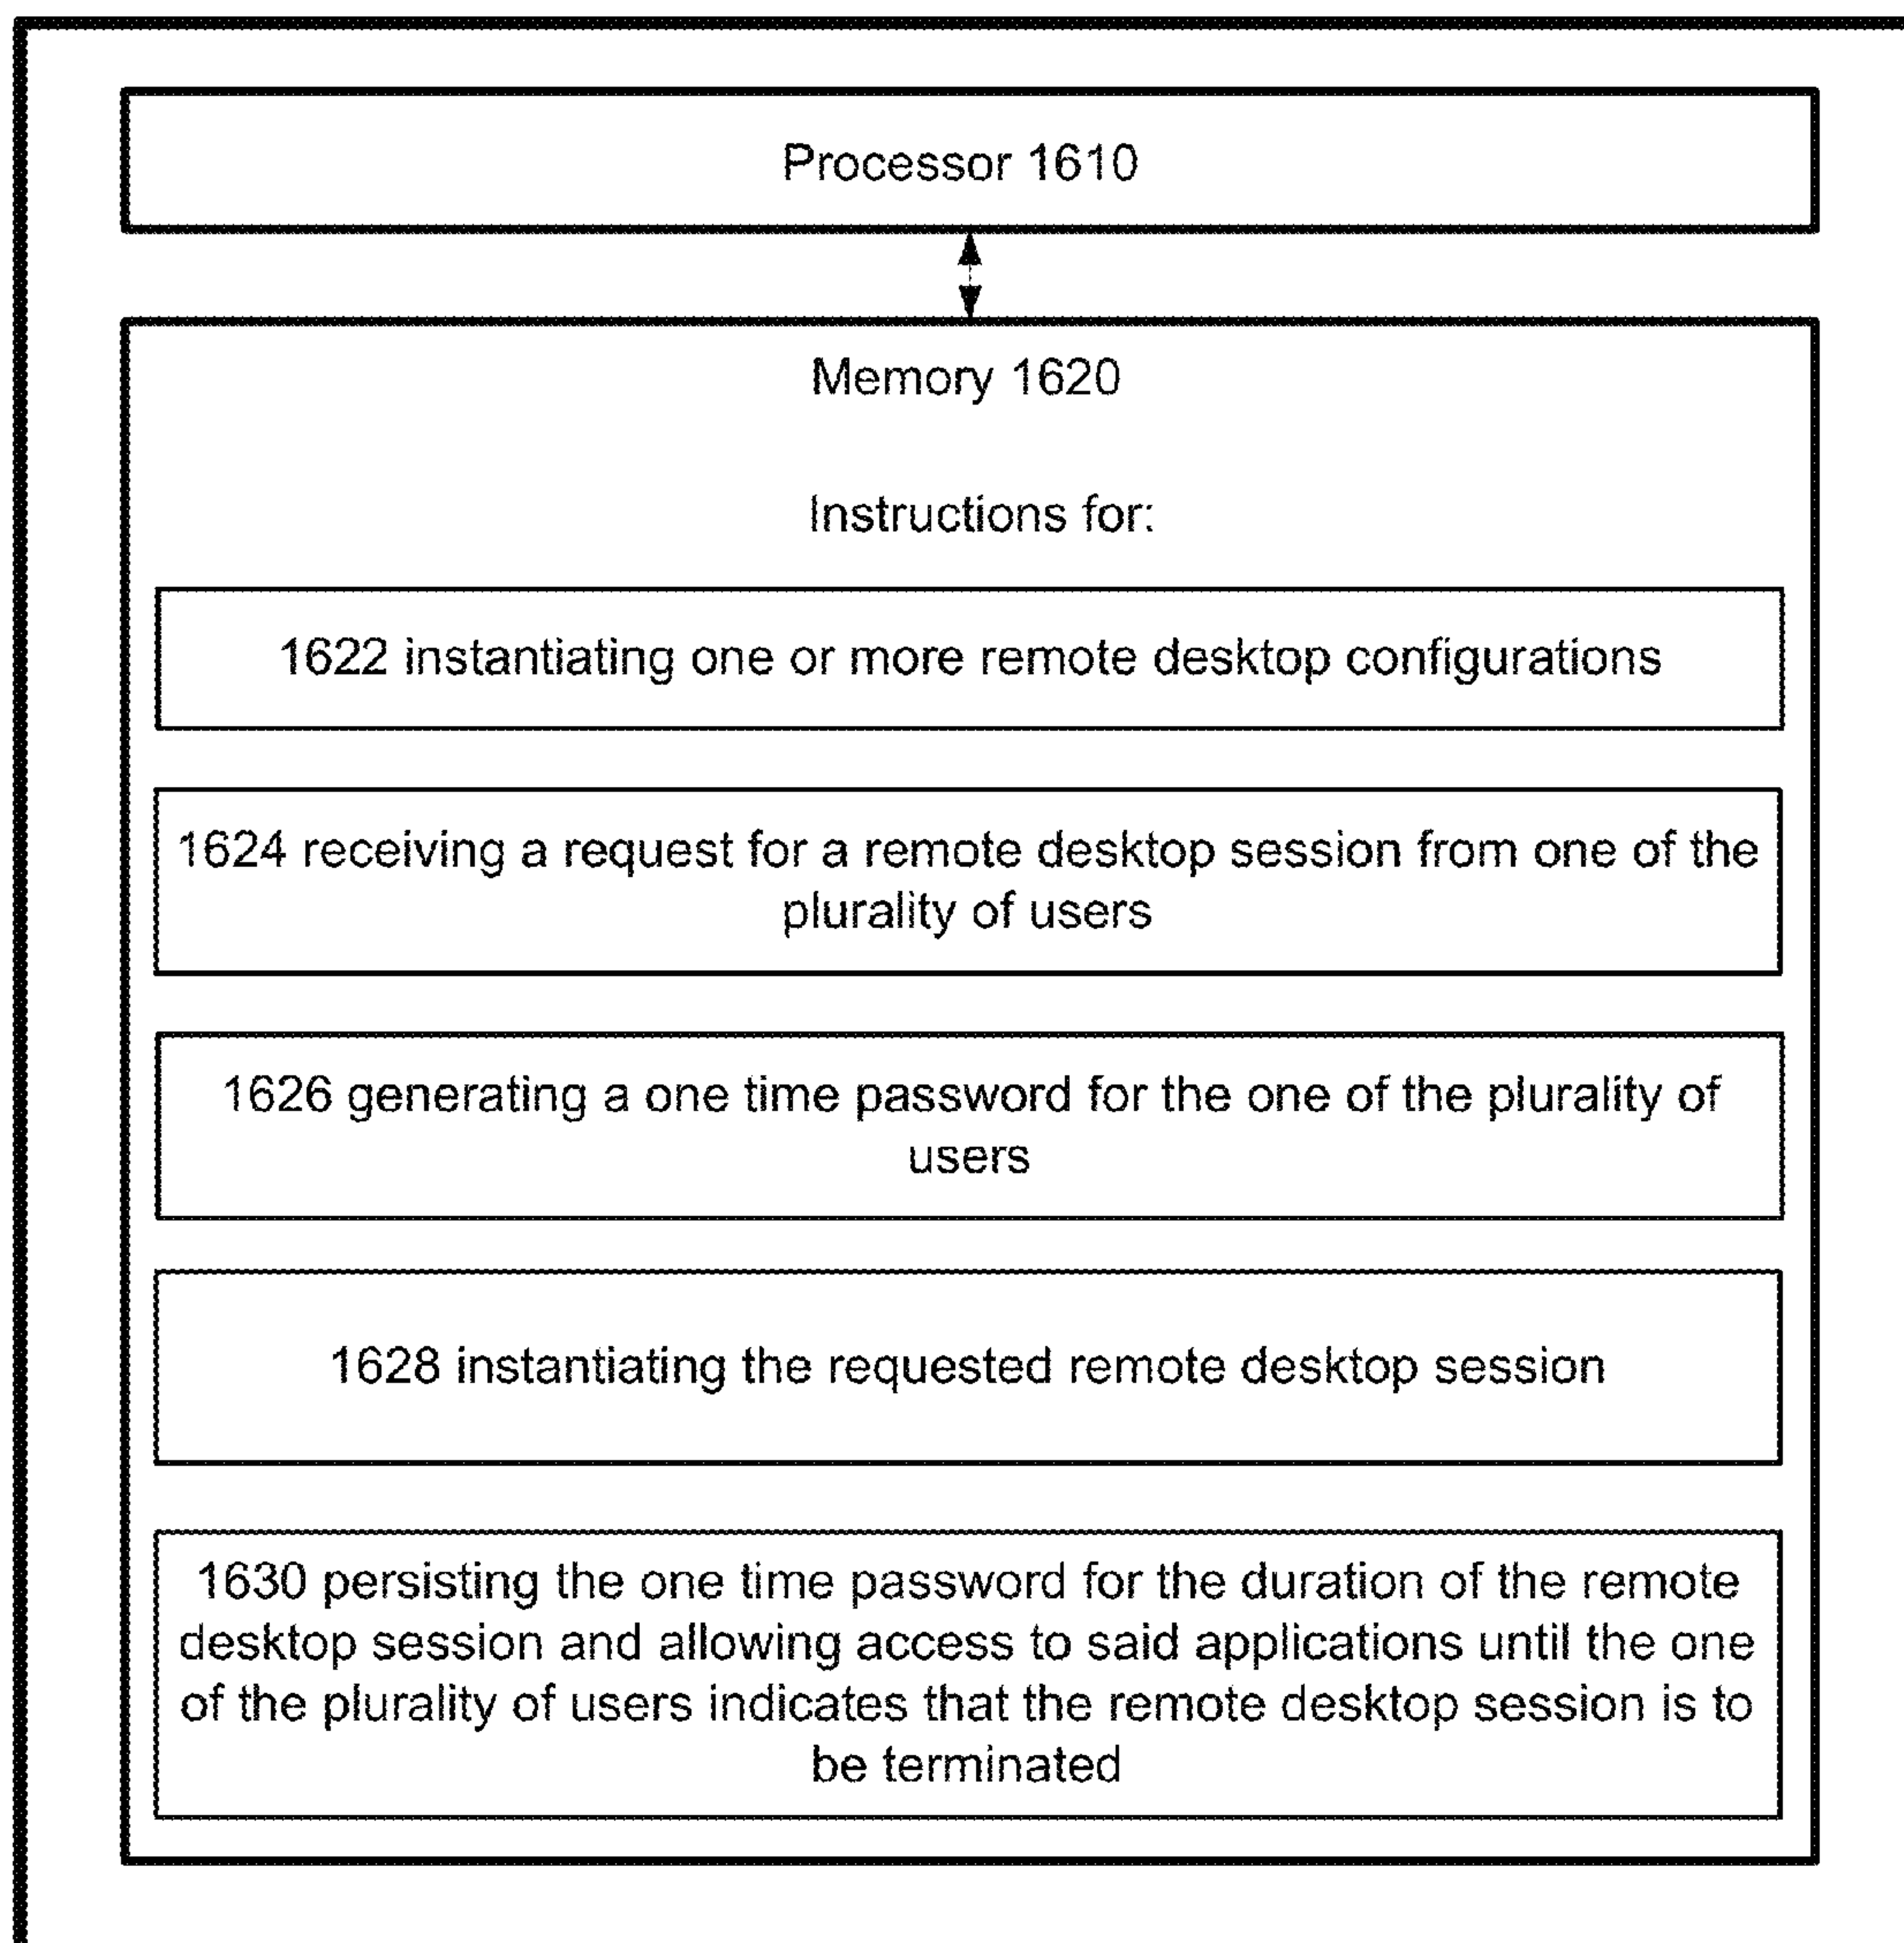 Processor 1610
Memory 1620
Instructions for:
1622 instantiating one or more remote desktop configurations
1624 receiving a request for a remote desktop session from one of the
plurality of users
1626 generating a one time password for the one of the plurality of
users
1628 instantiating the requested remote desktop session
1630 persisting the one time password for the duration of the remote
desktop session and allowing access to said applications until the one
of the plurality of users indicates that the remote desktop session is to
be terminated